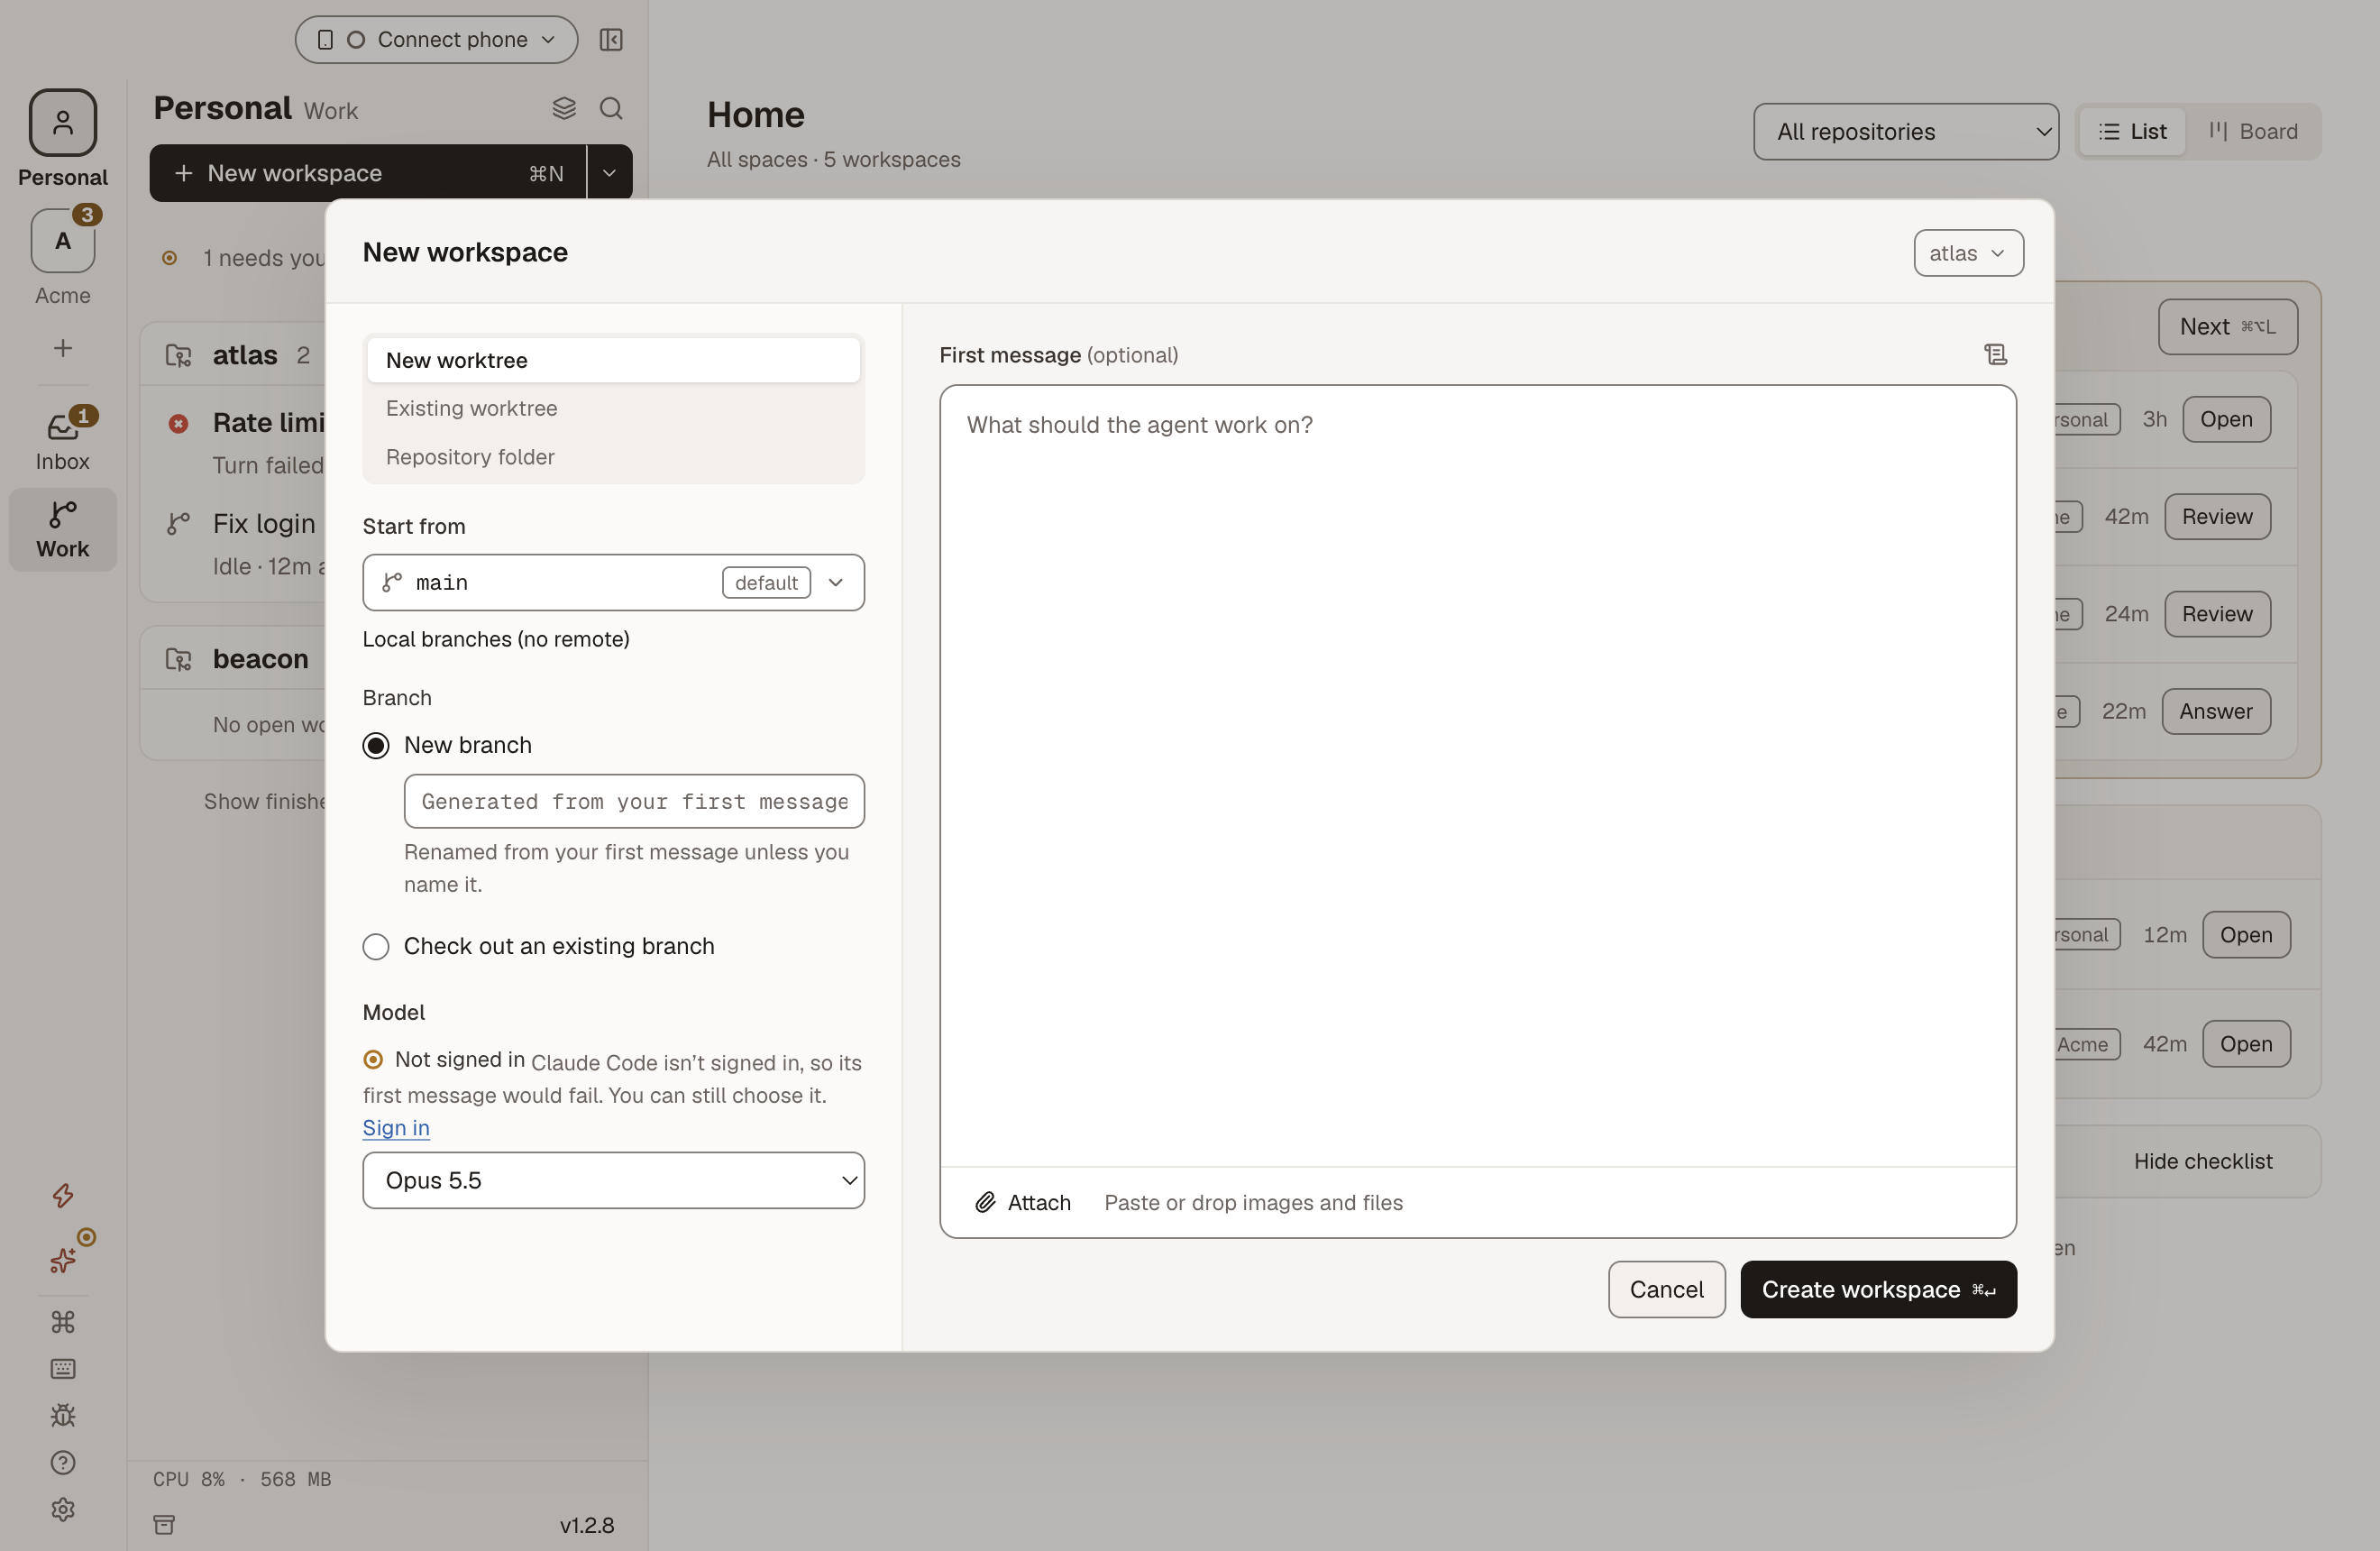 Connect phone
Personal
A
3
Acme
1
Inbox
Work
Personal Work
New workspace ⌘N
1 needs you
atlas 2
Rate limi
Turn failed
Fix login
Idle · 12m
beacon
No open wo
Show finishe
CPU 8% · 568 MB
v1.2.8
Home
All spaces · 5 workspaces
All repositories
List
Board
Next ⌘⌥L
rsonal 3h Open
42m Review
24m Review
22m Answer
rsonal 12m Open
Acme 42m Open
Hide checklist
New workspace
atlas
New worktree
Existing worktree
Repository folder
Start from
main default
Local branches (no remote)
Branch
New branch
Generated from your first message
Renamed from your first message unless you
name it.
Check out an existing branch
Model
Not signed in Claude Code isn’t signed in, so its
first message would fail. You can still choose it.
Sign in
Opus 5.5
First message (optional)
What should the agent work on?
Attach Paste or drop images and files
Cancel
Create workspace ⌘↵